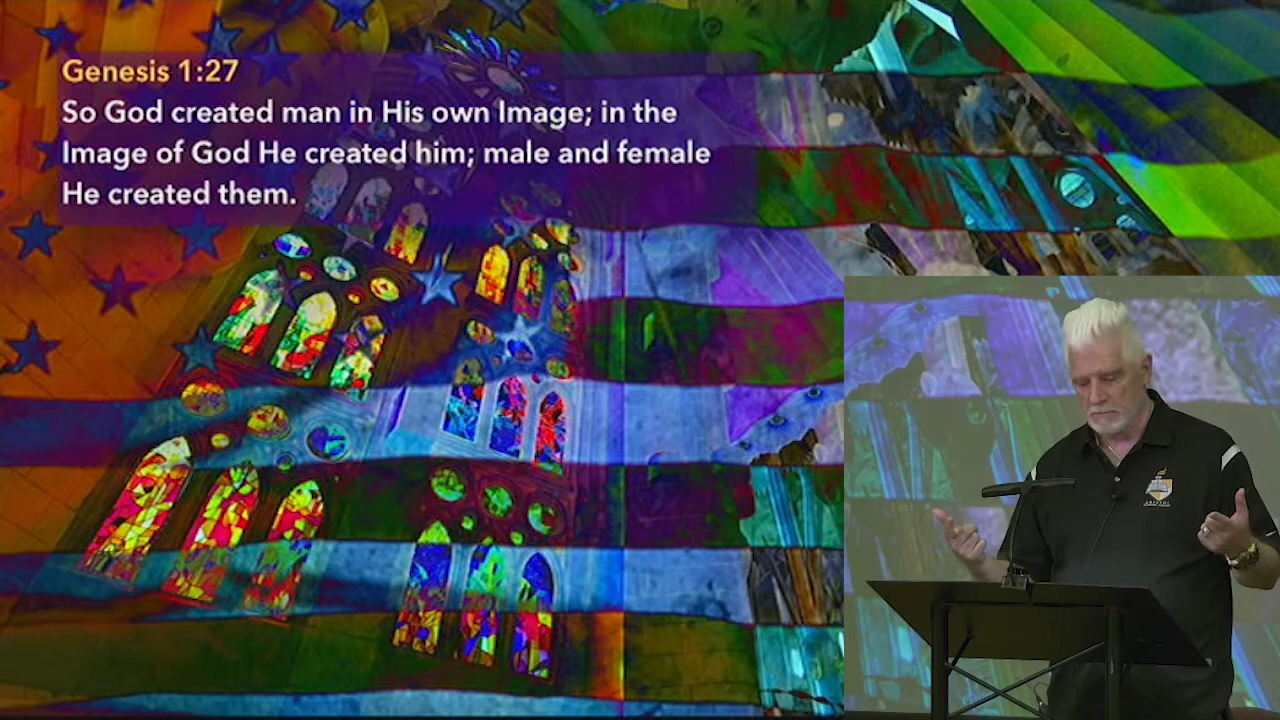 Genesis 1:27
So God created man in His own Image; in the
Image of God He created him; male and female
He created them.